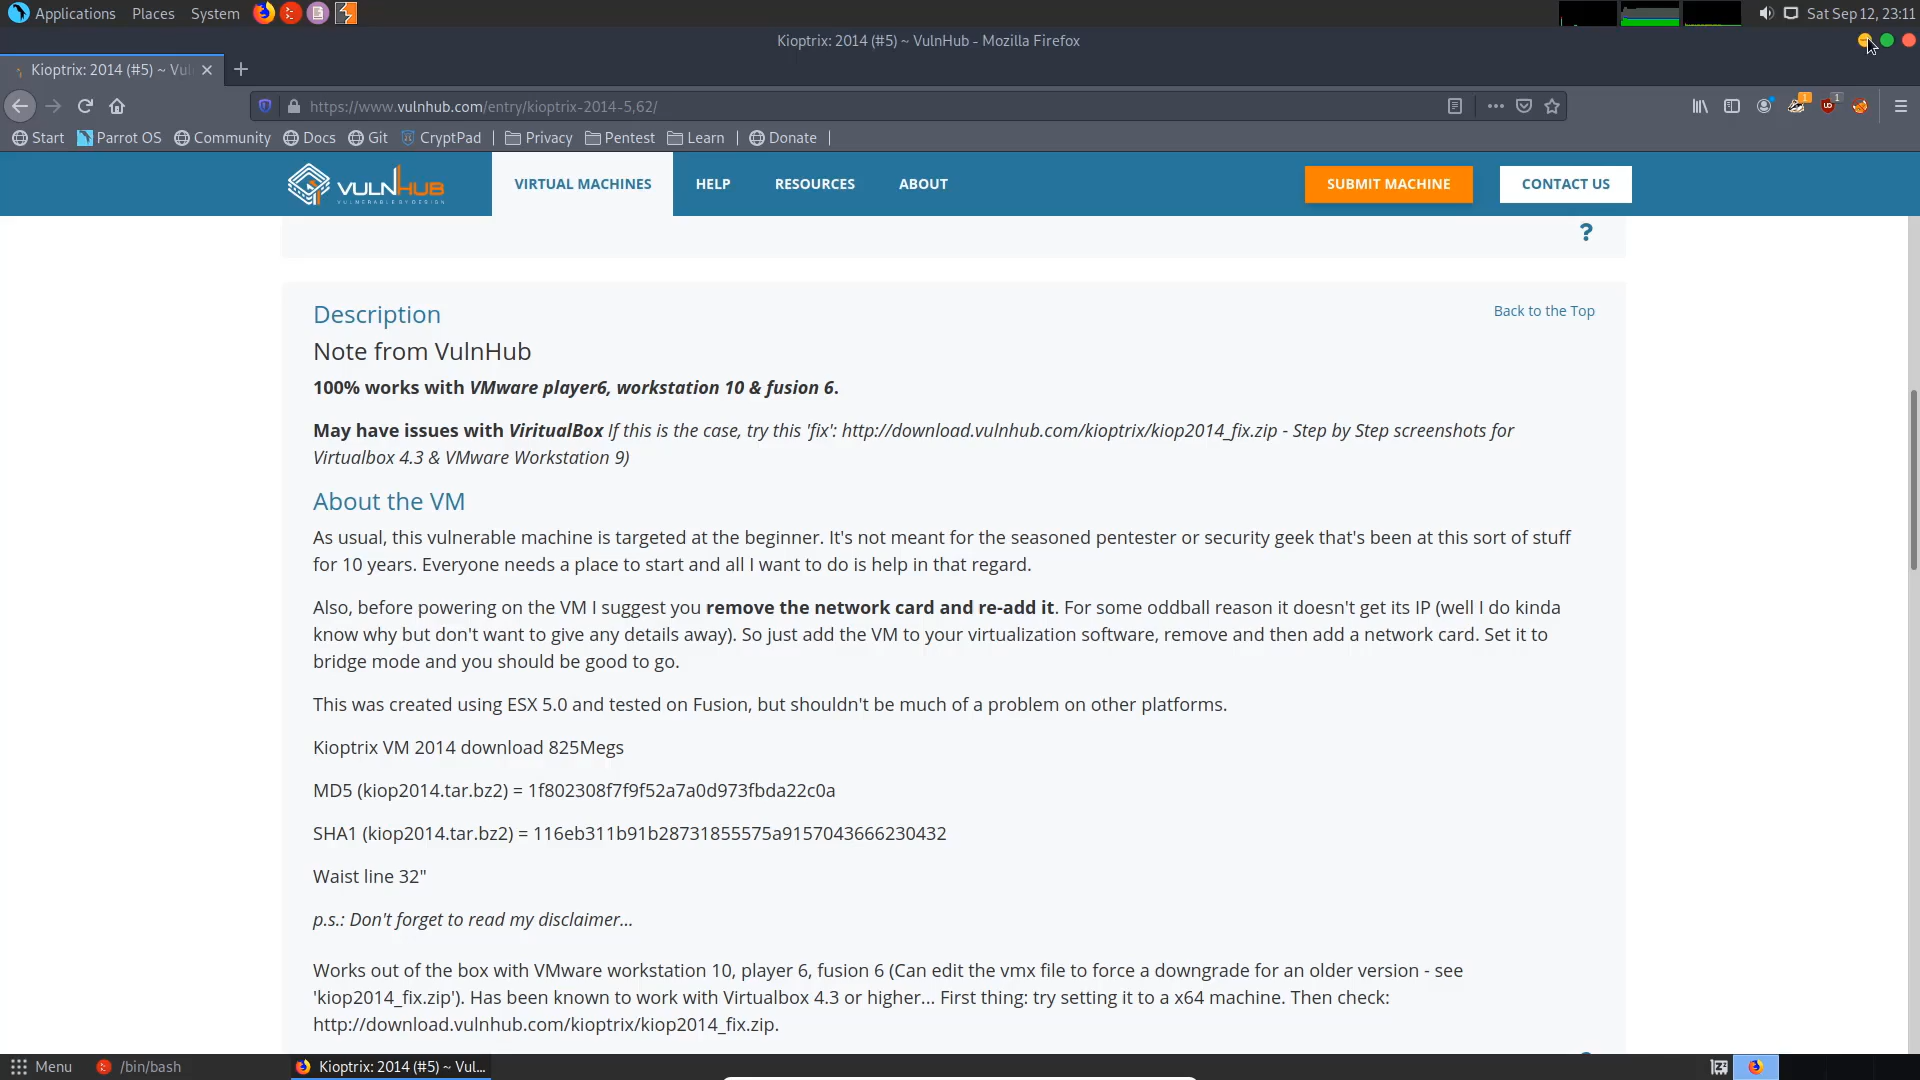 Applications Places System Sat Sep 12, 23:11
Kioptrix: 2014 (#5) ~ VulnHub - Mozilla Firefox
Kioptrix: 2014 (#5) ~ Vul
https://www.vulnhub.com/entry/kioptrix-2014-5,62/ 1 1
Start Parrot OS Community Docs Git CryptPad Privacy Pentest Learn Donate
VULNHUB VIRTUAL MACHINES HELP RESOURCES ABOUT SUBMIT MACHINE CONTACT US
VULNERABLE BY DESIGN
?
Description Back to the Top
Note from VulnHub
100% works with VMware player6, workstation 10 & fusion 6.
May have issues with ViritualBox If this is the case, try this 'fix': http://download.vulnhub.com/kioptrix/kiop2014_fix.zip - Step by Step screenshots for
Virtualbox 4.3 & VMware Workstation 9)
About the VM
As usual, this vulnerable machine is targeted at the beginner. It's not meant for the seasoned pentester or security geek that's been at this sort of stuff
for 10 years. Everyone needs a place to start and all I want to do is help in that regard.
Also, before powering on the VM I suggest you remove the network card and re-add it. For some oddball reason it doesn't get its IP (well I do kinda
know why but don't want to give any details away). So just add the VM to your virtualization software, remove and then add a network card. Set it to
bridge mode and you should be good to go.
This was created using ESX 5.0 and tested on Fusion, but shouldn't be much of a problem on other platforms.
Kioptrix VM 2014 download 825Megs
MD5 (kiop2014.tar.bz2) = 1f802308f7f9f52a7a0d973fbda22c0a
SHA1 (kiop2014.tar.bz2) = 116eb311b91b28731855575a9157043666230432
Waist line 32"
p.s.: Don't forget to read my disclaimer...
Works out of the box with VMware workstation 10, player 6, fusion 6 (Can edit the vmx file to force a downgrade for an older version - see
'kiop2014_fix.zip'). Has been known to work with Virtualbox 4.3 or higher... First thing: try setting it to a x64 machine. Then check:
http://download.vulnhub.com/kioptrix/kiop2014_fix.zip.
Menu /bin/bash Kioptrix: 2014 (#5) ~ Vul...